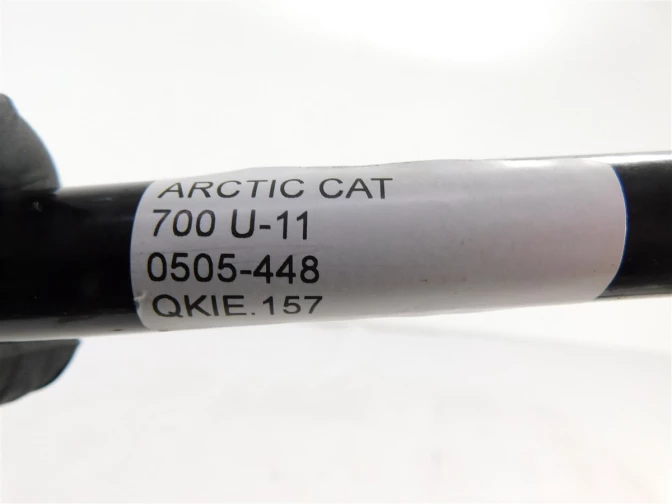 ARCTIC CAT
700 U-11
0505-448
QKIE.157